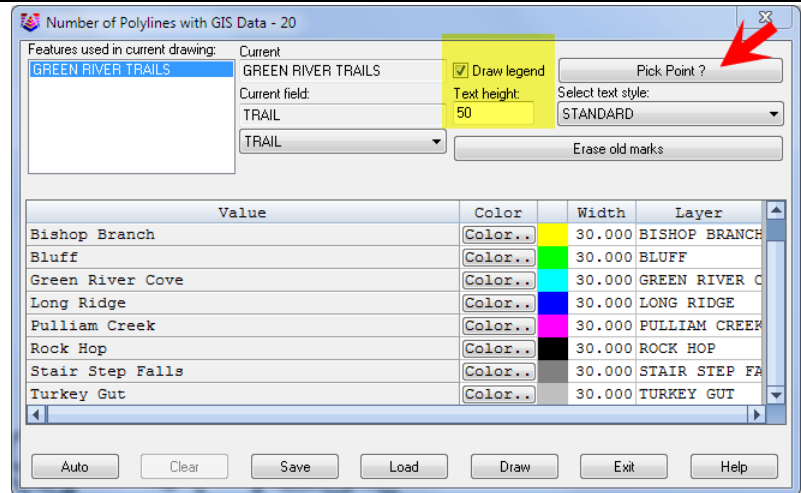 Number of Polylines with GIS Data - 20
Features used in current drawing:
GREEN RIVER TRAILS
Current
GREEN RIVER TRAILS
Current field:
TRAIL
TRAIL
Draw legend
Text height:
50
Pick Point ?
Select text style:
STANDARD
Erase old marks
Value Color Width Layer
Bishop Branch Color.. 30.000 BISHOP BRANCH
Bluff Color.. 30.000 BLUFF
Green River Cove Color.. 30.000 GREEN RIVER C
Long Ridge Color.. 30.000 LONG RIDGE
Pulliam Creek Color.. 30.000 PULLIAM CREEK
Rock Hop Color.. 30.000 ROCK HOP
Stair Step Falls Color.. 30.000 STAIR STEP FA
Turkey Gut Color.. 30.000 TURKEY GUT
Auto Clear Save Load Draw Exit Help